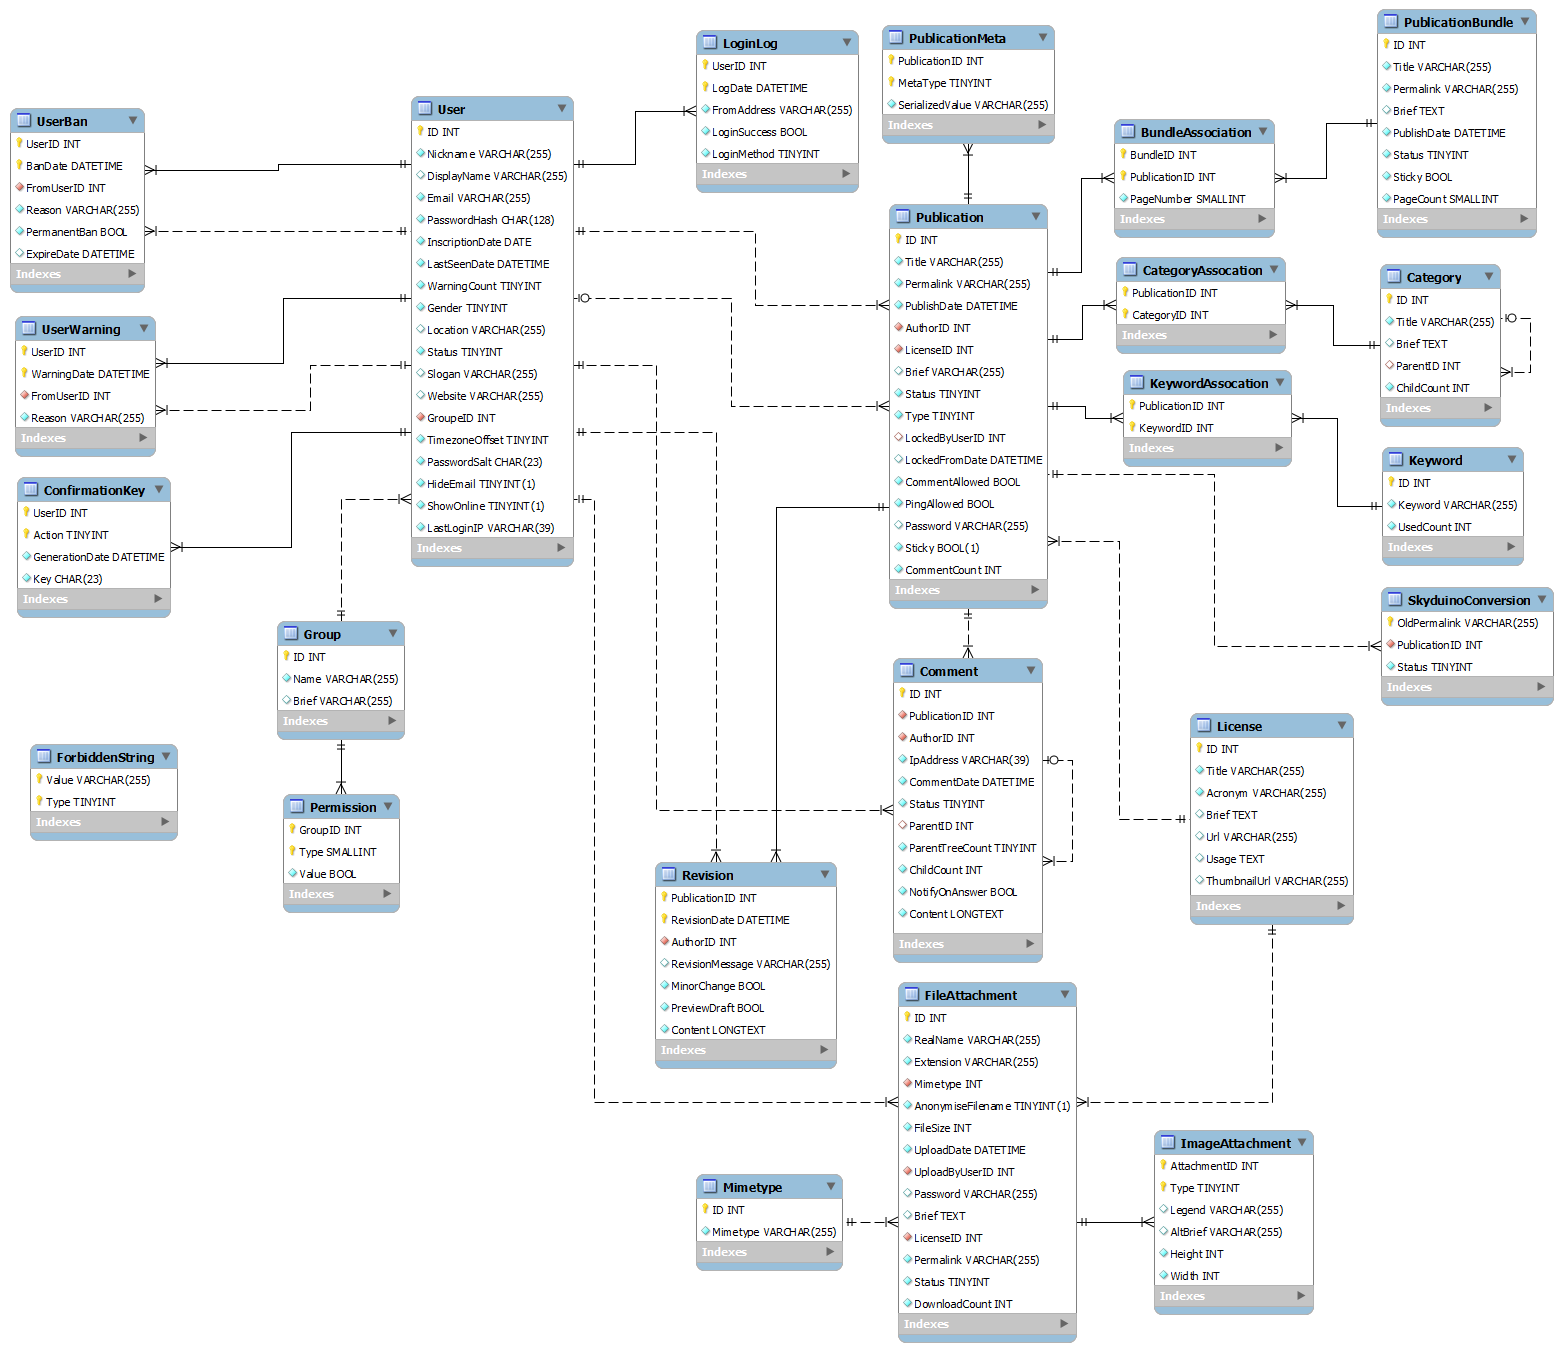 UserBan
UserID INT
BanDate DATETIME
FromUserID INT
Reason VARCHAR(255)
PermanentBan BOOL
ExpireDate DATETIME
Indexes
UserWarning
UserID INT
WarningDate DATETIME
FromUserID INT
Reason VARCHAR(255)
Indexes
ConfirmationKey
UserID INT
Action TINYINT
GenerationDate DATETIME
Key CHAR(23)
Indexes
User
ID INT
Nickname VARCHAR(255)
DisplayName VARCHAR(255)
Email VARCHAR(255)
PasswordHash CHAR(128)
InscriptionDate DATE
LastSeenDate DATETIME
WarningCount TINYINT
Gender TINYINT
Location VARCHAR(255)
Status TINYINT
Slogan VARCHAR(255)
Website VARCHAR(255)
GroupeID INT
TimezoneOffset TINYINT
PasswordSalt CHAR(23)
HideEmail TINYINT(1)
ShowOnline TINYINT(1)
LastLoginIP VARCHAR(39)
Indexes
Group
ID INT
Name VARCHAR(255)
Brief VARCHAR(255)
Indexes
ForbiddenString
Value VARCHAR(255)
Type TINYINT
Indexes
Permission
GroupID INT
Type SMALLINT
Value BOOL
Indexes
LoginLog
UserID INT
LogDate DATETIME
FromAddress VARCHAR(255)
LoginSuccess BOOL
LoginMethod TINYINT
Indexes
PublicationMeta
PublicationID INT
MetaType TINYINT
SerializedValue VARCHAR(255)
Indexes
Publication
ID INT
Title VARCHAR(255)
Permalink VARCHAR(255)
PublishDate DATETIME
AuthorID INT
LicenseID INT
Brief VARCHAR(255)
Status TINYINT
Type TINYINT
LockedByUserID INT
LockedFromDate DATETIME
CommentAllowed BOOL
PingAllowed BOOL
Password VARCHAR(255)
Sticky BOOL(1)
CommentCount INT
Indexes
PublicationBundle
ID INT
Title VARCHAR(255)
Permalink VARCHAR(255)
Brief TEXT
PublishDate DATETIME
Status TINYINT
Sticky BOOL
PageCount SMALLINT
Indexes
BundleAssociation
BundleID INT
PublicationID INT
PageNumber SMALLINT
Indexes
CategoryAssocation
PublicationID INT
CategoryID INT
Indexes
Category
ID INT
Title VARCHAR(255)
Brief TEXT
ParentID INT
ChildCount INT
Indexes
KeywordAssocation
PublicationID INT
KeywordID INT
Indexes
Keyword
ID INT
Keyword VARCHAR(255)
UsedCount INT
Indexes
SkyduinoConversion
OldPermalink VARCHAR(255)
PublicationID INT
Status TINYINT
Indexes
Comment
ID INT
PublicationID INT
AuthorID INT
IpAddress VARCHAR(39)
CommentDate DATETIME
Status TINYINT
ParentID INT
ParentTreeCount TINYINT
ChildCount INT
NotifyOnAnswer BOOL
Content LONGTEXT
Indexes
License
ID INT
Title VARCHAR(255)
Acronym VARCHAR(255)
Brief TEXT
Url VARCHAR(255)
Usage TEXT
ThumbnailUrl VARCHAR(255)
Indexes
Revision
PublicationID INT
RevisionDate DATETIME
AuthorID INT
RevisionMessage VARCHAR(255)
MinorChange BOOL
PreviewDraft BOOL
Content LONGTEXT
Indexes
FileAttachment
ID INT
RealName VARCHAR(255)
Extension VARCHAR(255)
Mimetype INT
AnonymiseFilename TINYINT(1)
FileSize INT
UploadDate DATETIME
UploadByUserID INT
Password VARCHAR(255)
Brief TEXT
LicenseID INT
Permalink VARCHAR(255)
Status TINYINT
DownloadCount INT
Indexes
Mimetype
ID INT
Mimetype VARCHAR(255)
Indexes
ImageAttachment
AttachmentID INT
Type TINYINT
Legend VARCHAR(255)
AltBrief VARCHAR(255)
Height INT
Width INT
Indexes